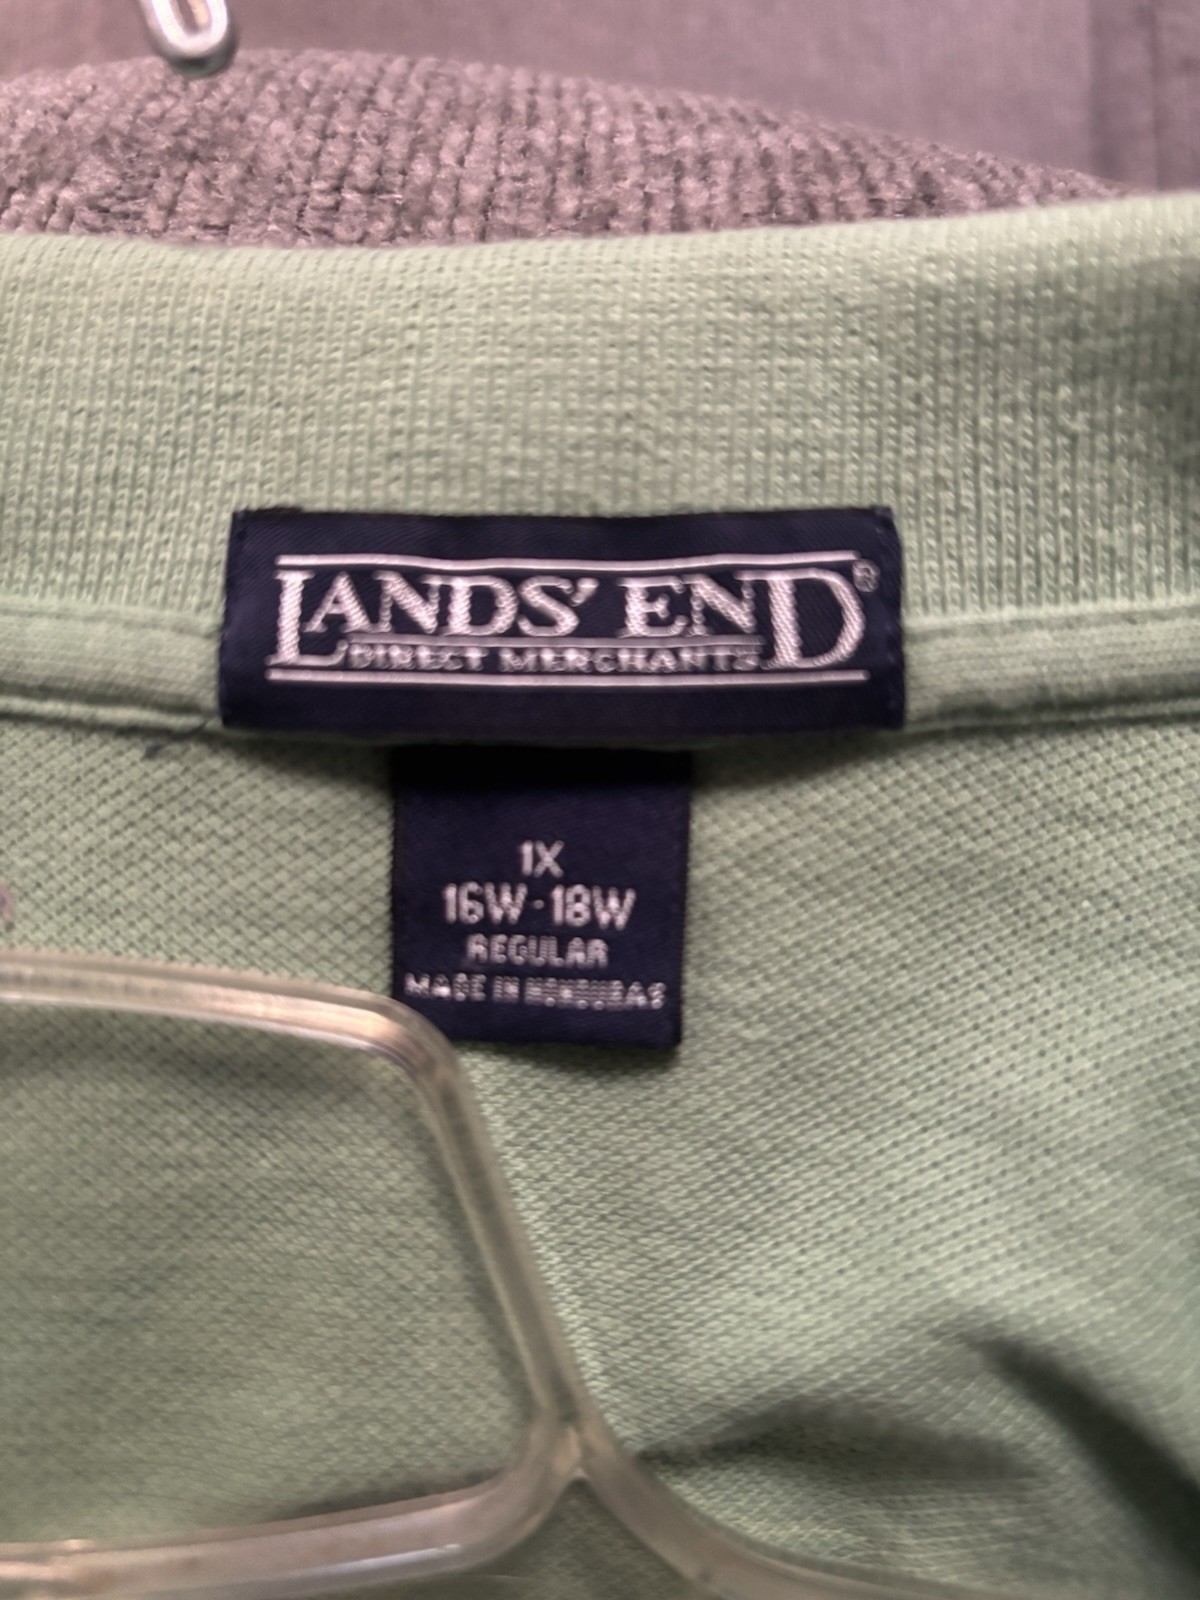 LANDS' END®
DIRECT MERCHANTS
1X
16W-18W
REGULAR
MADE IN HONDURAS